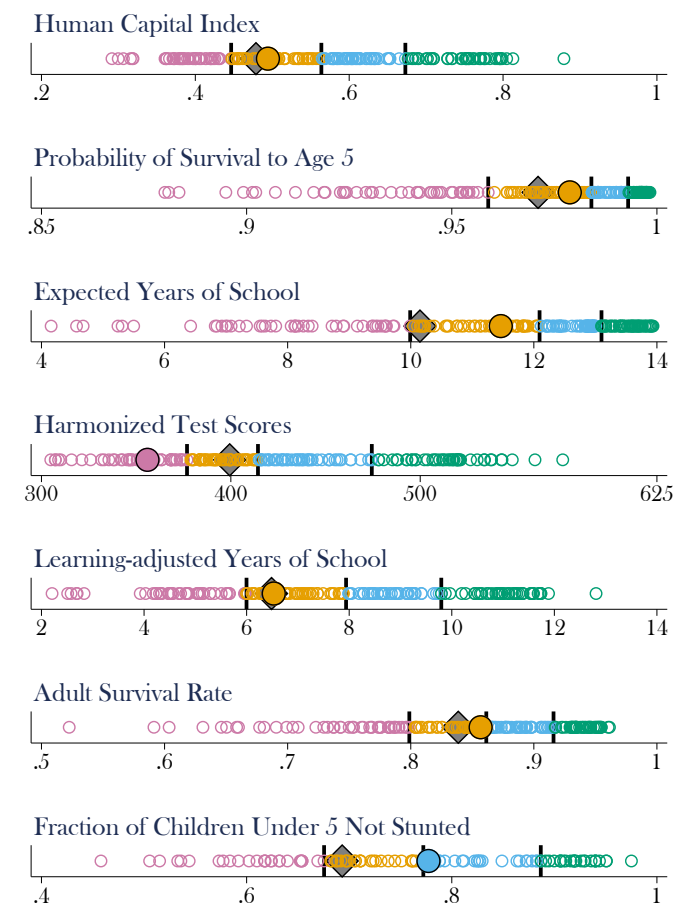 Human Capital Index
.2 .4 .6 .8 1
Probability of Survival to Age 5
.85 .9 .95 1
Expected Years of School
4 6 8 10 12 14
Harmonized Test Scores
300 400 500 625
Learning-adjusted Years of School
2 4 6 8 10 12 14
Adult Survival Rate
.5 .6 .7 .8 .9 1
Fraction of Children Under 5 Not Stunted
.4 .6 .8 1